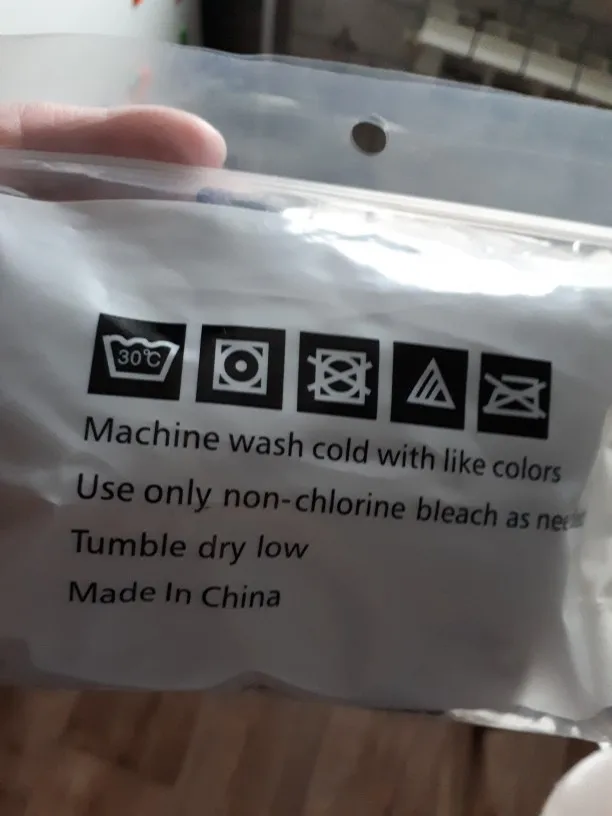 30°C
Machine wash cold with like colors
Use only non-chlorine bleach as
Tumble dry low
Made In China